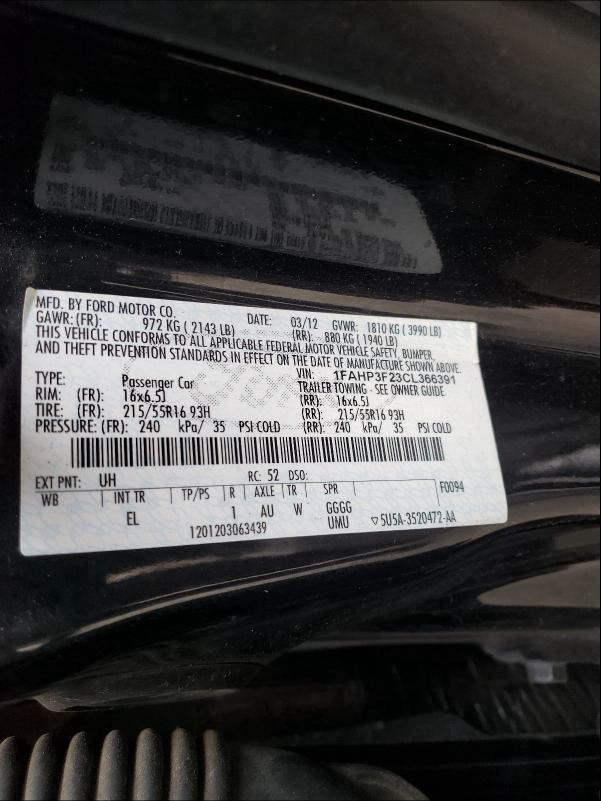 MFD. BY FORD MOTOR CO.
DATE: 03/12 GVWR: 1810 KG ( 3990 LB)
GAWR: (FR): 972 KG ( 2143 LB) (RR): 880 KG ( 1940 LB)
THIS VEHICLE CONFORMS TO ALL APPLICABLE FEDERAL MOTOR VEHICLE SAFETY, BUMPER,
AND THEFT PREVENTION STANDARDS IN EFFECT ON THE DATE OF MANUFACTURE SHOWN ABOVE.
VIN: 1FAHP3F23CL366391
TYPE: Passenger Car TRAILER TOWING - SEE OWNER GUIDE
RIM: (FR): 16x6.5J (RR): 16x6.5J
TIRE: (FR): 215/55R16 93H (RR): 215/55R16 93H
PRESSURE: (FR): 240 kPa/ 35 PSI COLD (RR): 240 kPa/ 35 PSI COLD
EXT PNT: UH RC: 52 DSO:
F0094
WB INT TR TP/PS R AXLE TR SPR
EL 1 AU W GGGG
1201203063439 UMU ▽5U5A-3520472-AA